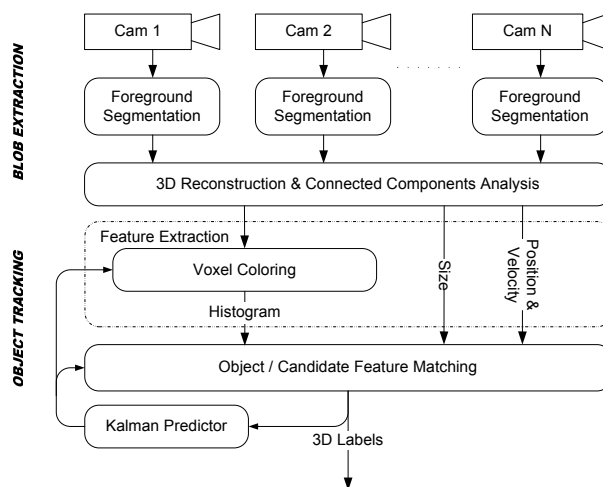 Cam 1
Cam 2
Cam N
BLOB EXTRACTION
Foreground
Segmentation
Foreground
Segmentation
Foreground
Segmentation
3D Reconstruction & Connected Components Analysis
OBJECT TRACKING
Feature Extraction
Voxel Coloring
Histogram
Size
Position &
Velocity
Object / Candidate Feature Matching
Kalman Predictor
3D Labels